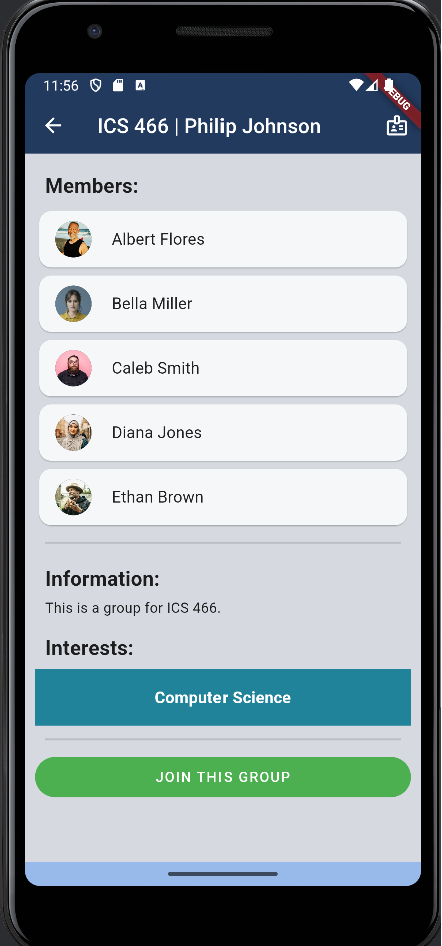 11:56
A
DEBUG
ICS 466 | Philip Johnson
Members:
Albert Flores
Bella Miller
Caleb Smith
Diana Jones
Ethan Brown
Information:
This is a group for ICS 466.
Interests:
Computer Science
JOIN THIS GROUP